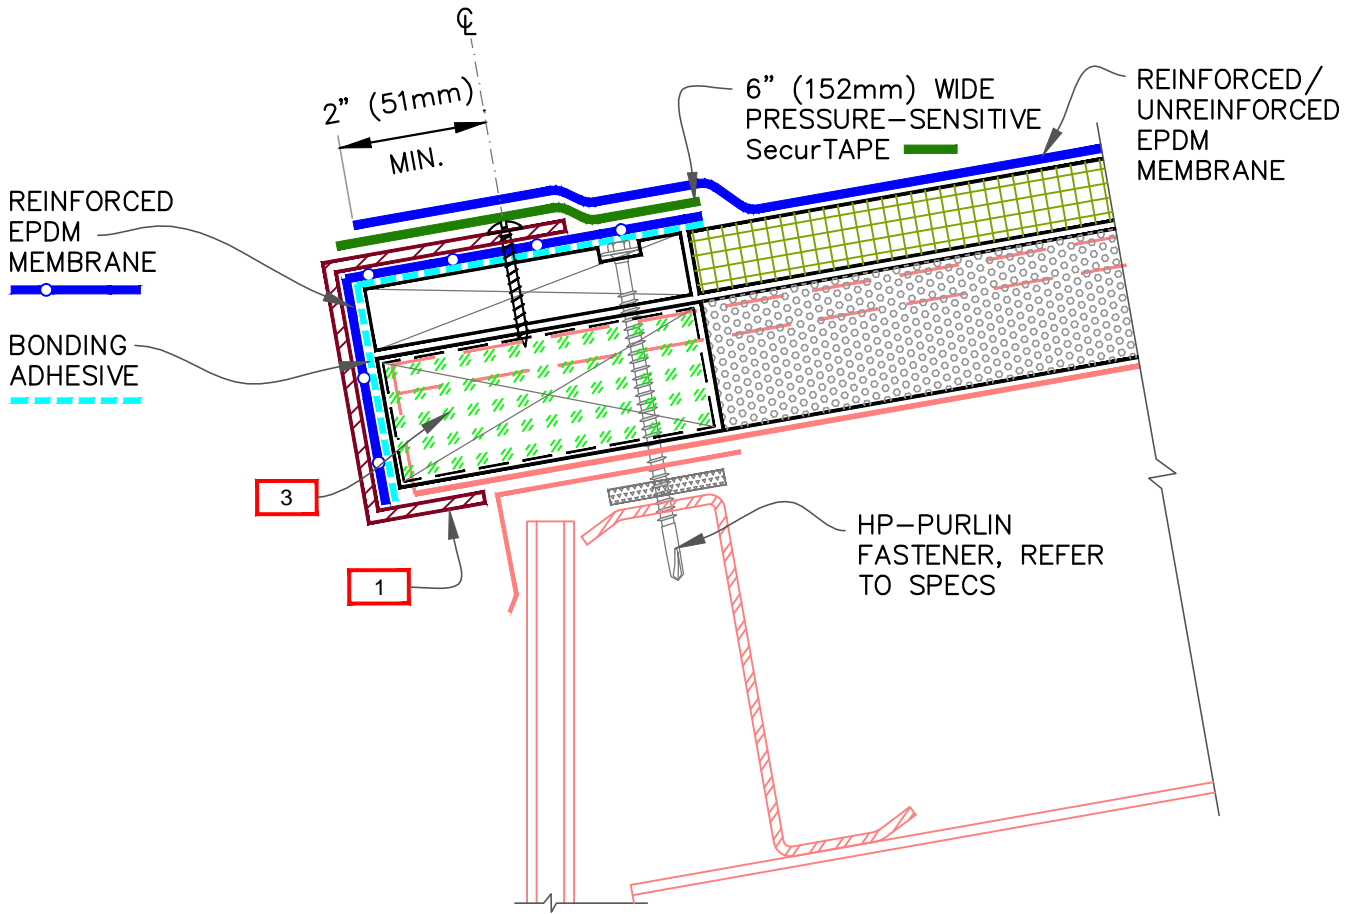 ℄
2” (51mm)
MIN.
6” (152mm) WIDE
PRESSURE-SENSITIVE
SecurTAPE
REINFORCED/
UNREINFORCED
EPDM
MEMBRANE
REINFORCED
EPDM
MEMBRANE
BONDING
ADHESIVE
3
1
HP-PURLIN
FASTENER, REFER
TO SPECS